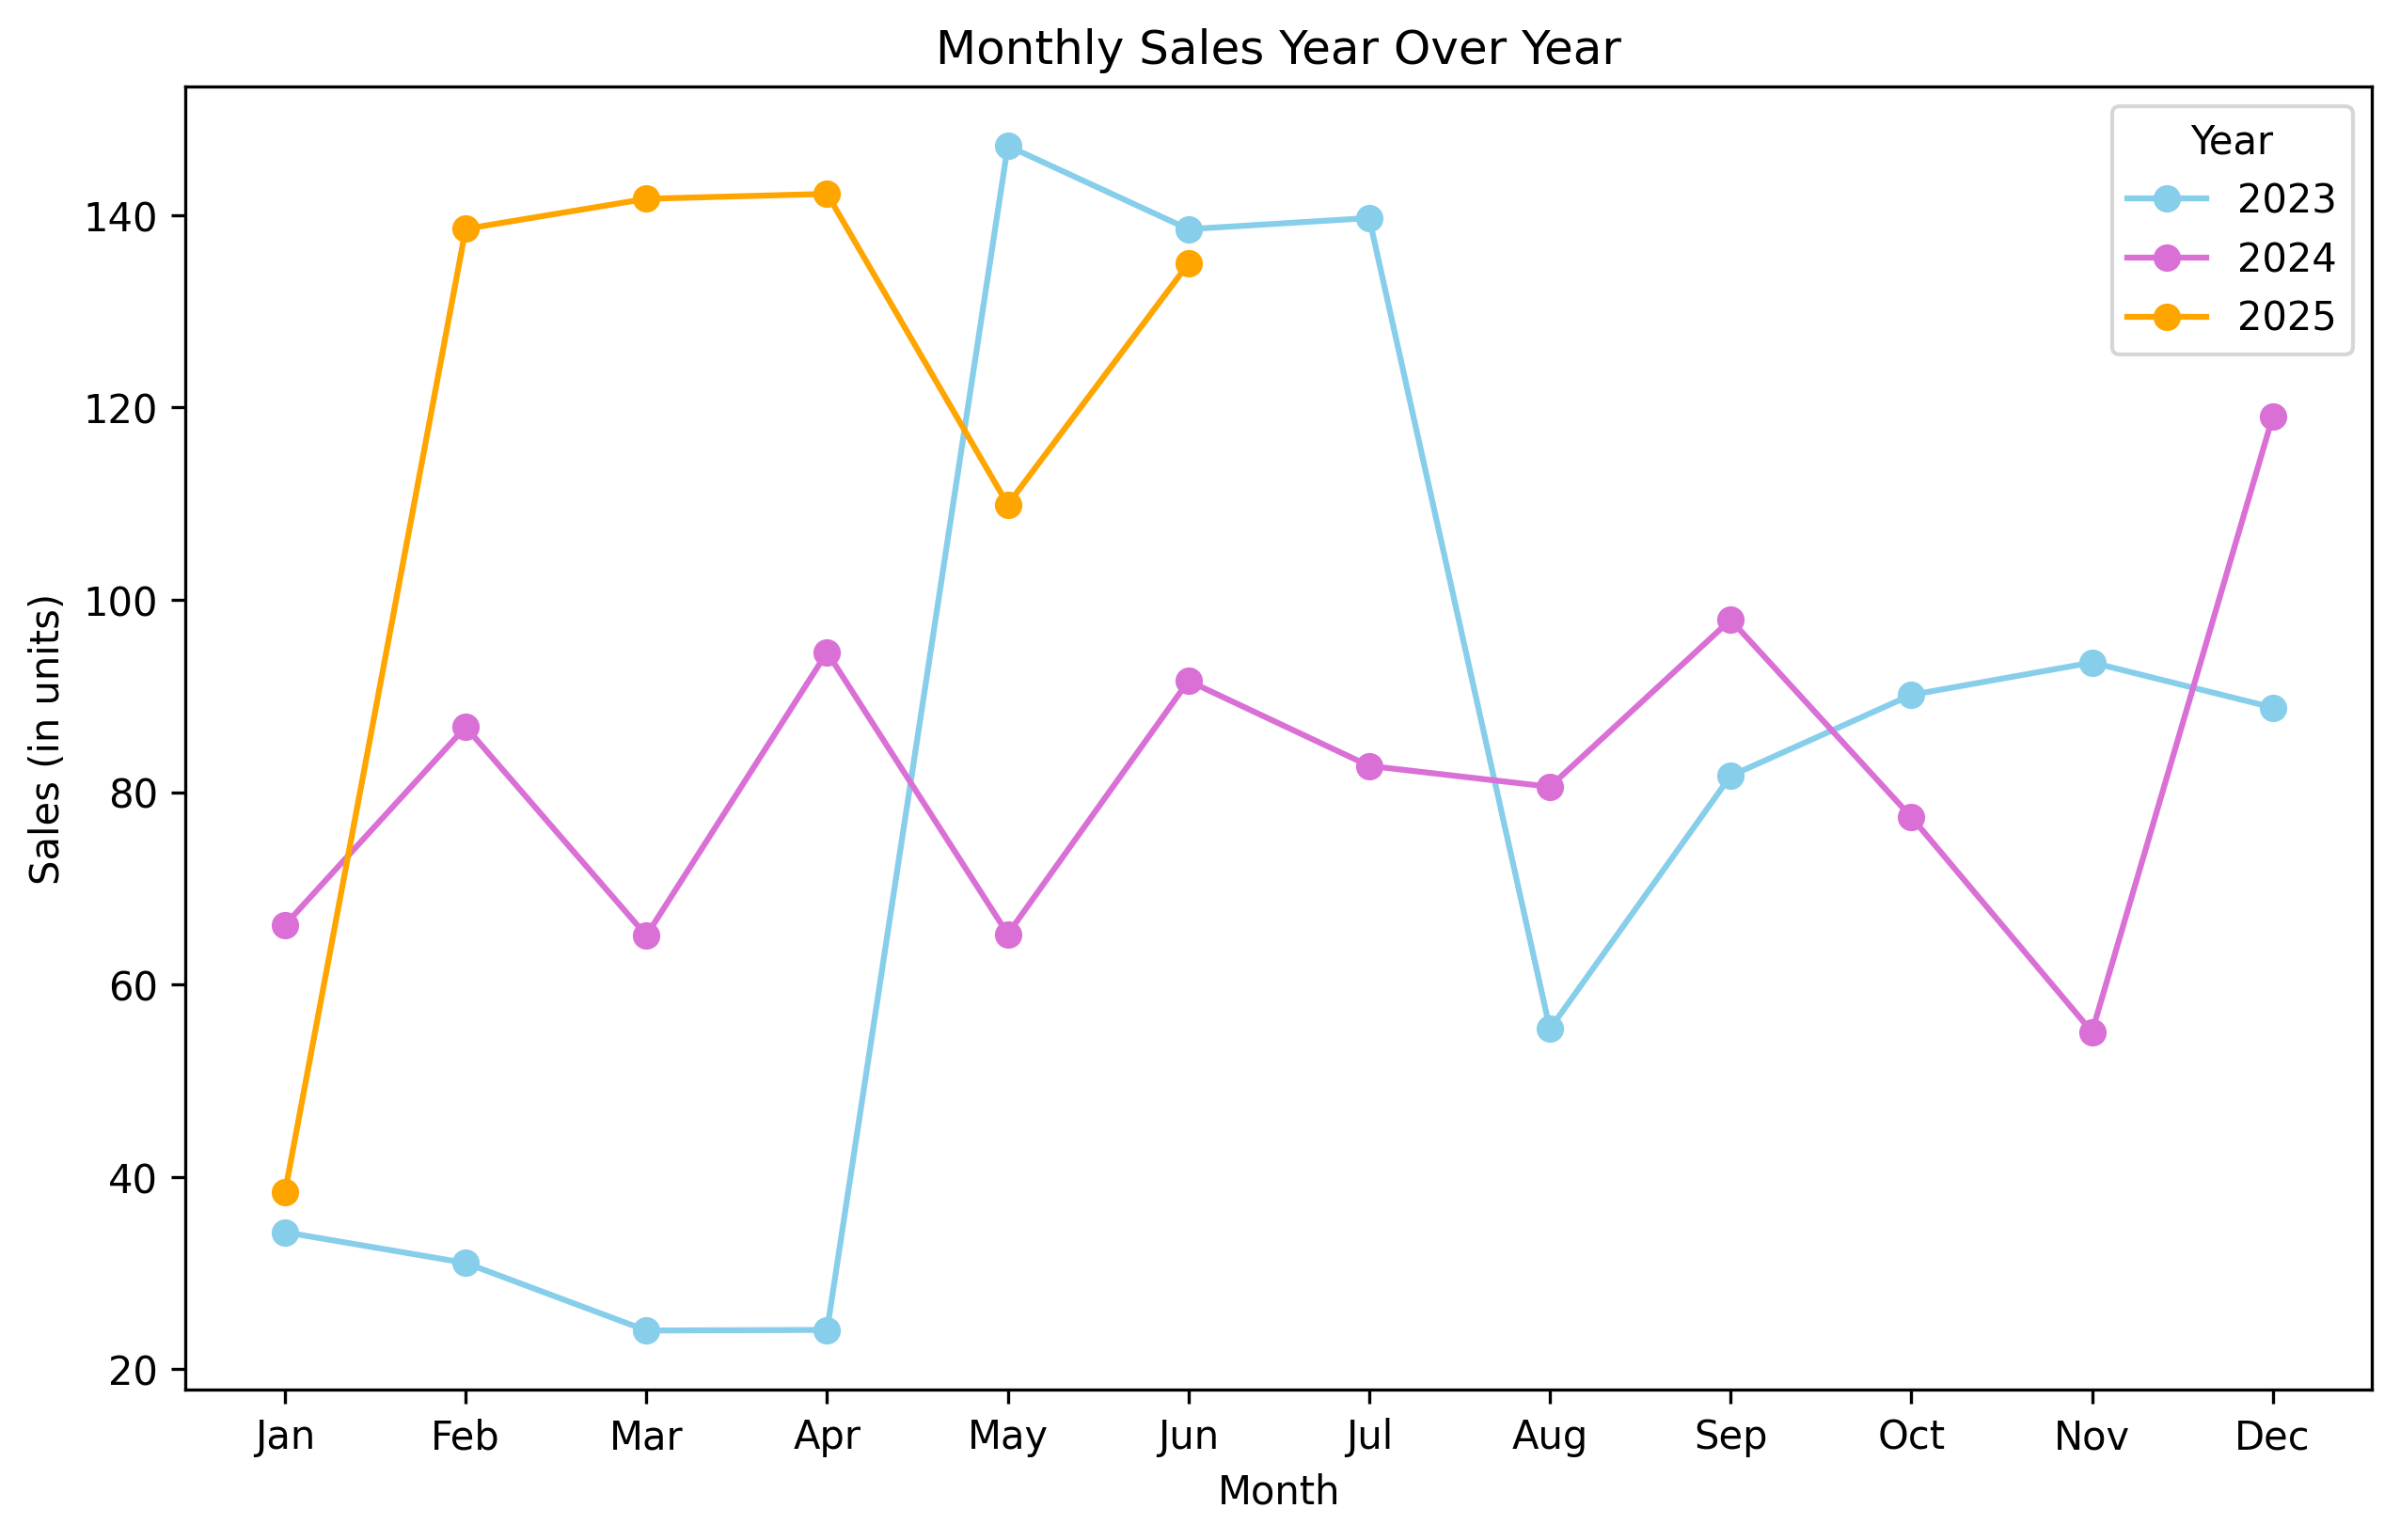 Monthly Sales Year Over Year
Year
2023
2024
2025
140
120
100
80
60
40
20
Sales (in units)
Jan Feb Mar Apr May Jun Jul Aug Sep Oct Nov Dec
Month